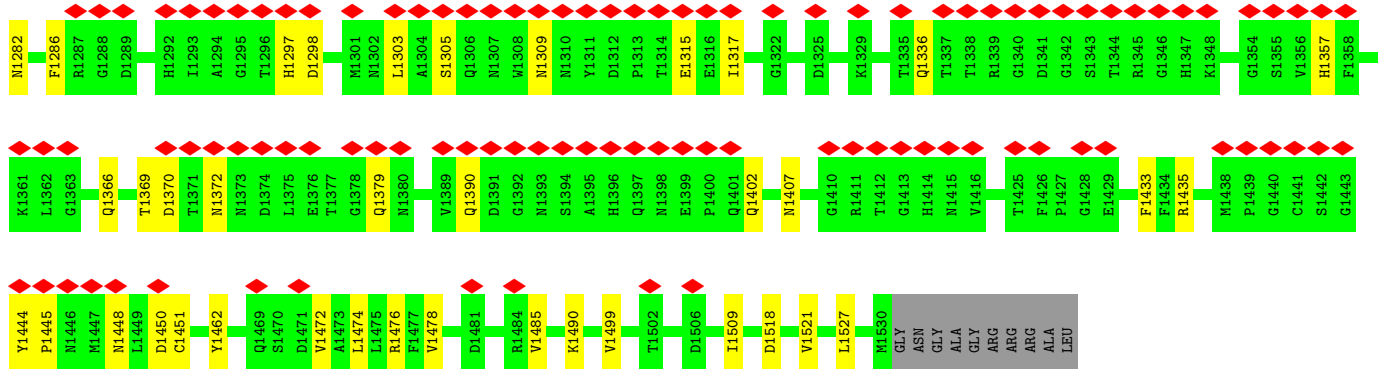 N1282 F1286 R1287 G1288 D1289 H1292 I1293 A1294 G1295 T1296 H1297 D1298 M1301 N1302 L1303 A1304 S1305 Q1306 N1307 W1308 N1309 N1310 Y1311 D1312 P1313 T1314 E1315 E1316 I1317 G1322 D1325 K1329 T1335 Q1336 T1337 T1338 R1339 G1340 D1341 G1342 S1343 T1344 R1345 G1346 H1347 K1348 G1354 S1355 V1356 H1357 F1358
K1361 L1362 G1363 Q1366 T1369 D1370 T1371 N1372 N1373 D1374 L1375 E1376 T1377 G1378 Q1379 N1380 V1389 Q1390 D1391 G1392 N1393 S1394 A1395 H1396 Q1397 N1398 E1399 P1400 Q1401 Q1402 N1407 G1410 R1411 T1412 G1413 H1414 N1415 V1416 T1425 F1426 P1427 G1428 E1429 F1433 F1434 R1435 M1438 P1439 G1440 C1441 S1442 G1443
Y1444 P1445 N1446 M1447 N1448 L1449 D1450 C1451 Y1462 Q1469 S1470 D1471 V1472 A1473 L1474 L1475 R1476 F1477 V1478 D1481 R1484 V1485 K1490 V1499 T1502 D1506 I1509 D1518 V1521 L1527 M1530 GLY ASN GLY ALA GLY ARG ARG ARG ALA LEU